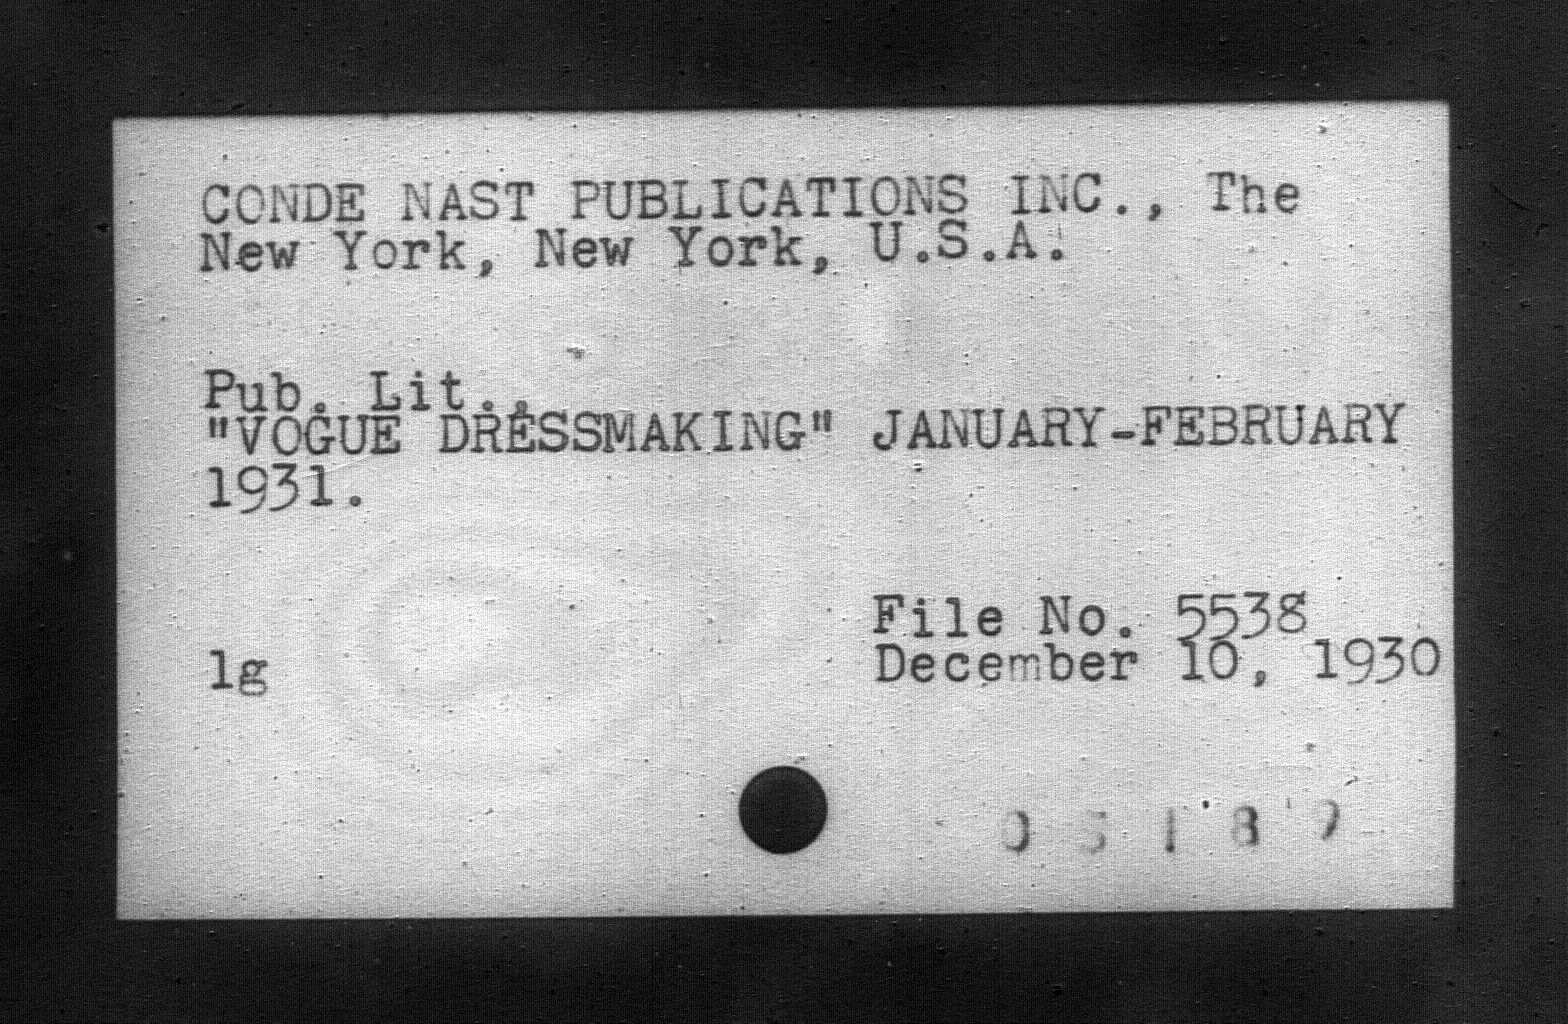 CONDE NAST PUBLICATIONS INC., The
New York, New York, U.S.A.
Pub. Lit.,
"VOGUE DRESSMAKING" JANUARY-FEBRUARY
1931.
File No. 5538
lg December 10, 1930